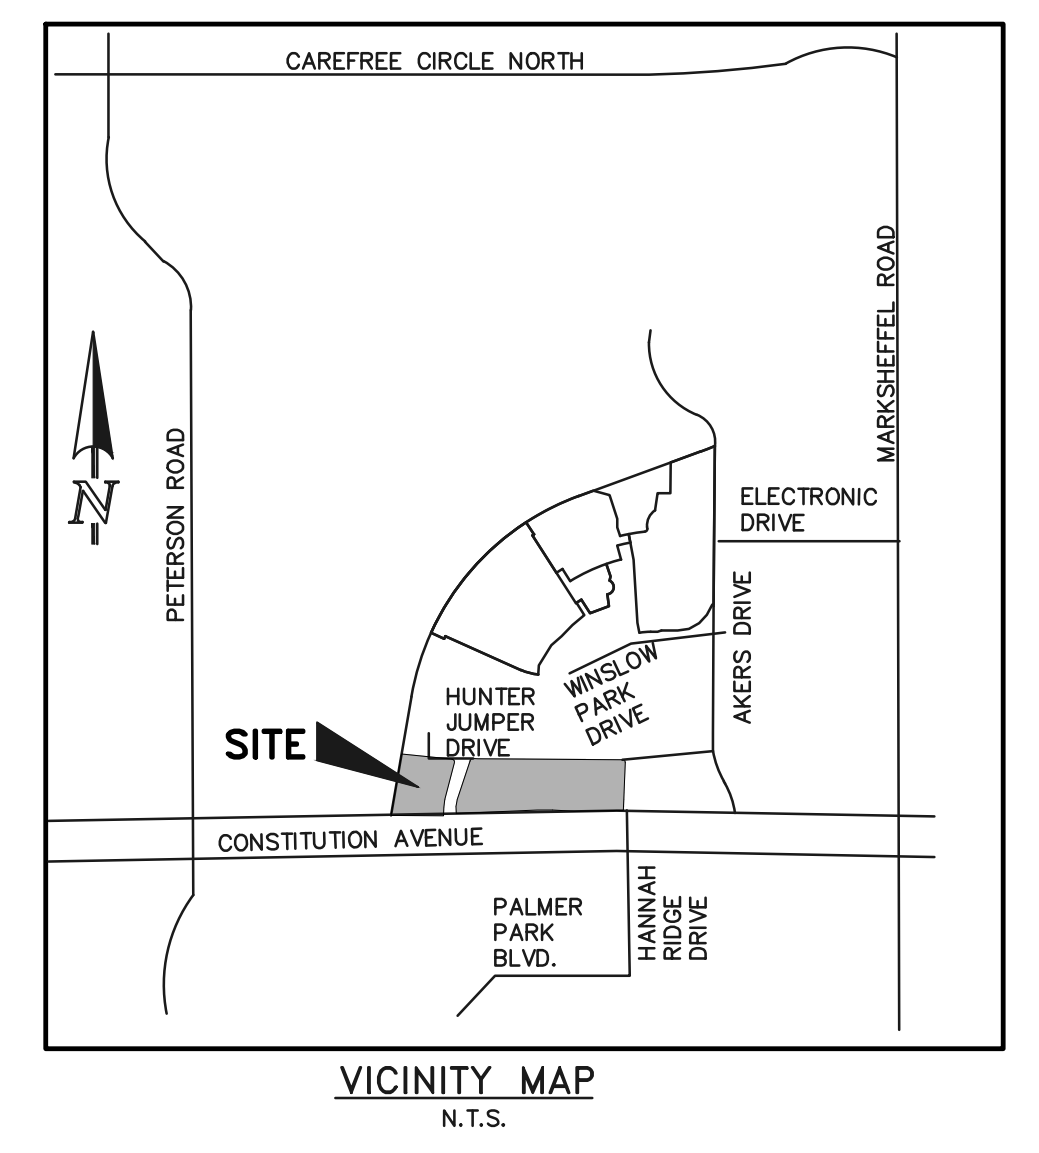 CAREFREE CIRCLE NORTH
MARKSHEFFEL ROAD
PETERSON ROAD
N
ELECTRONIC
DRIVE
AKERS DRIVE
WINSLOW
PARK
DRIVE
HUNTER
JUMPER
DRIVE
SITE
CONSTITUTION AVENUE
HANNAH
RIDGE
DRIVE
PALMER
PARK
BLVD.
VICINITY MAP
N.T.S.